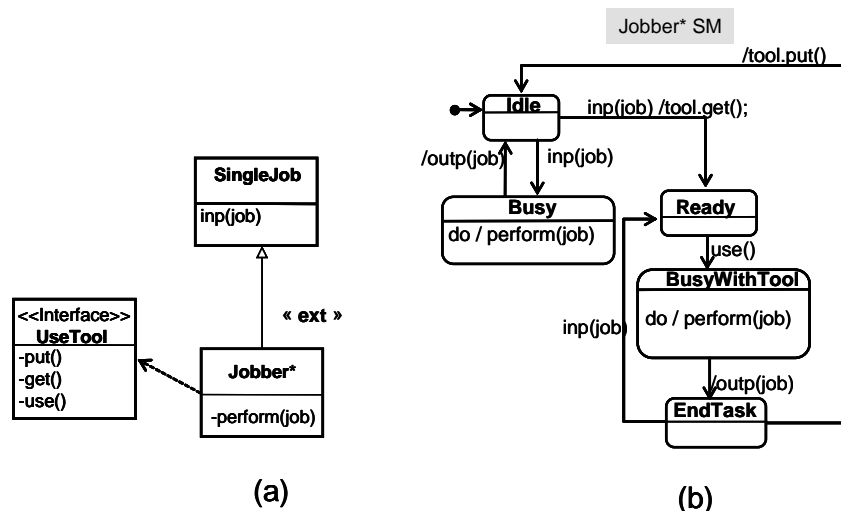 Jobber* SM
/tool.put()
Idle
inp(job) /tool.get();
/outp(job)
inp(job)
Busy
do / perform(job)
Ready
use()
BusyWithTool
do / perform(job)
inp(job)
/outp(job)
EndTask
(b)
SingleJob
inp(job)
« ext »
<<Interface>>
UseTool
-put()
-get()
-use()
Jobber*
-perform(job)
(a)